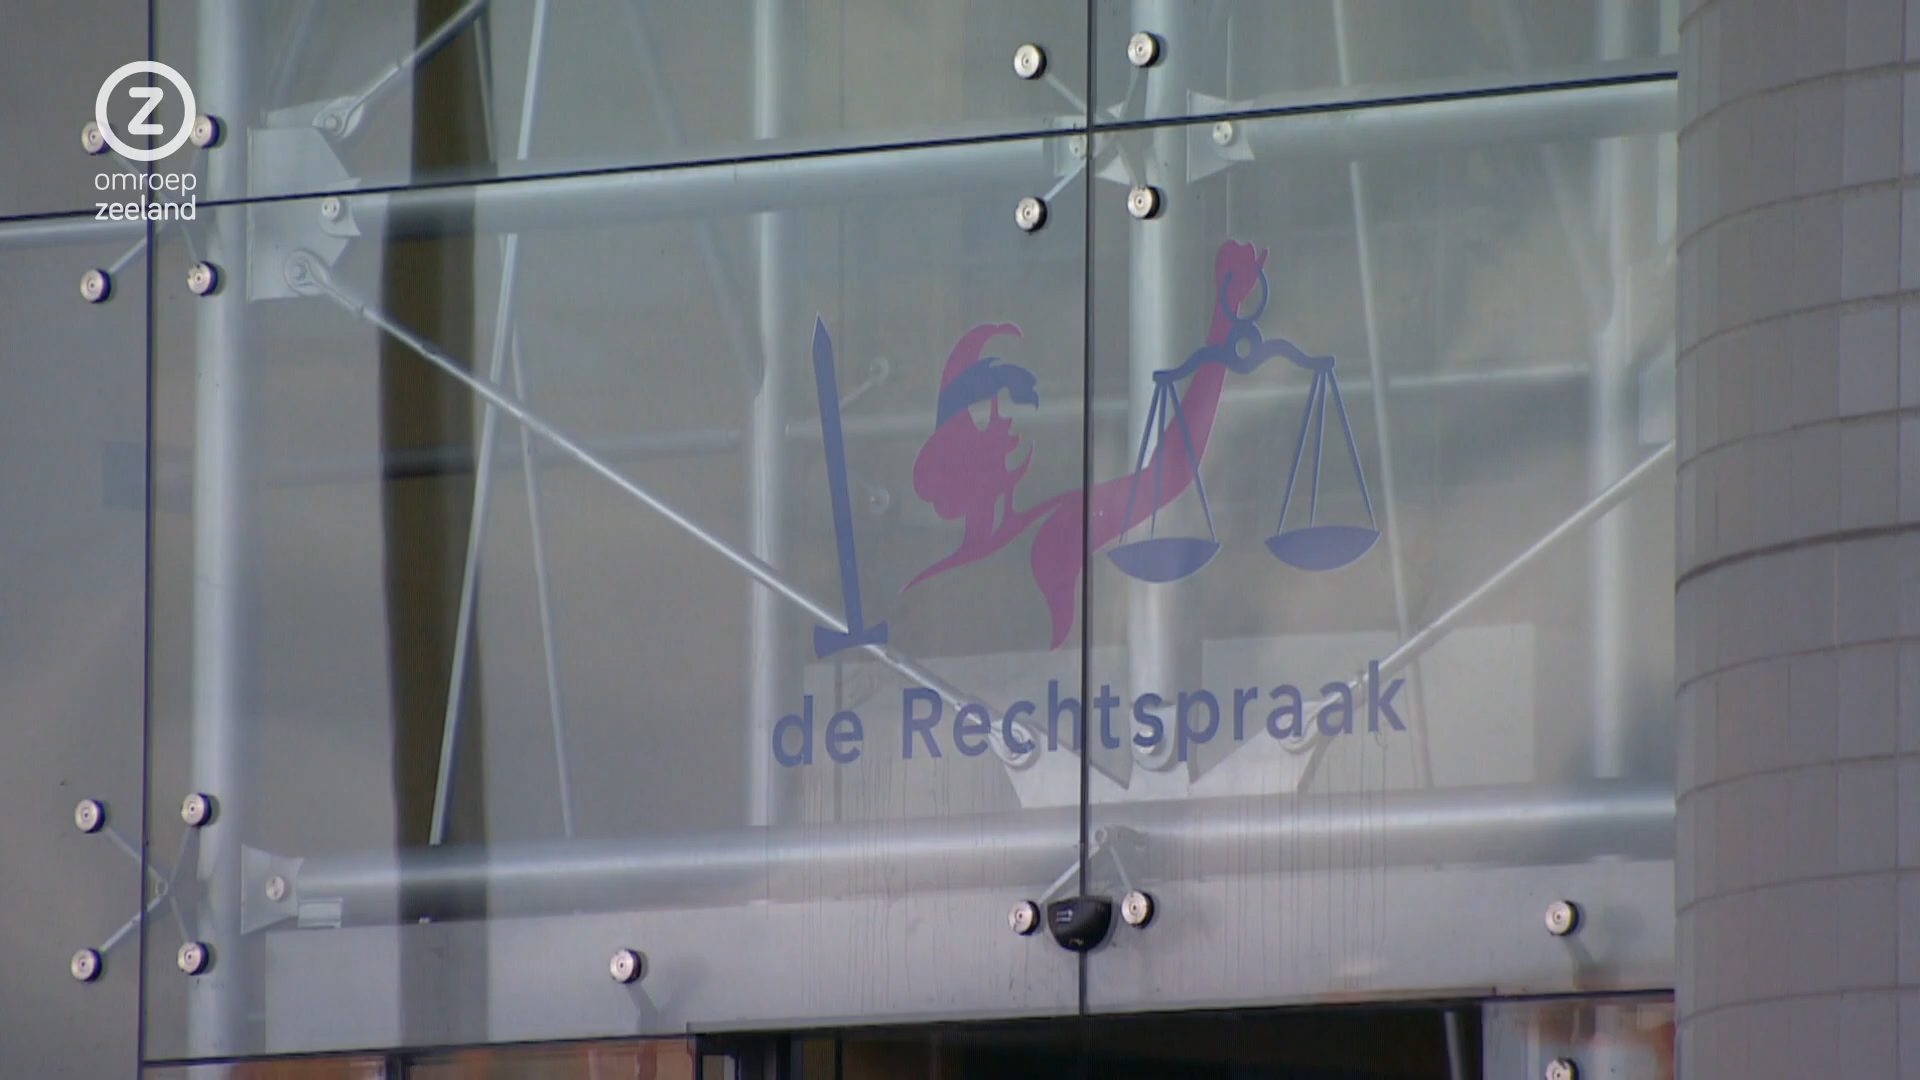 Z
omroep
zeeland
de Rechtspraak